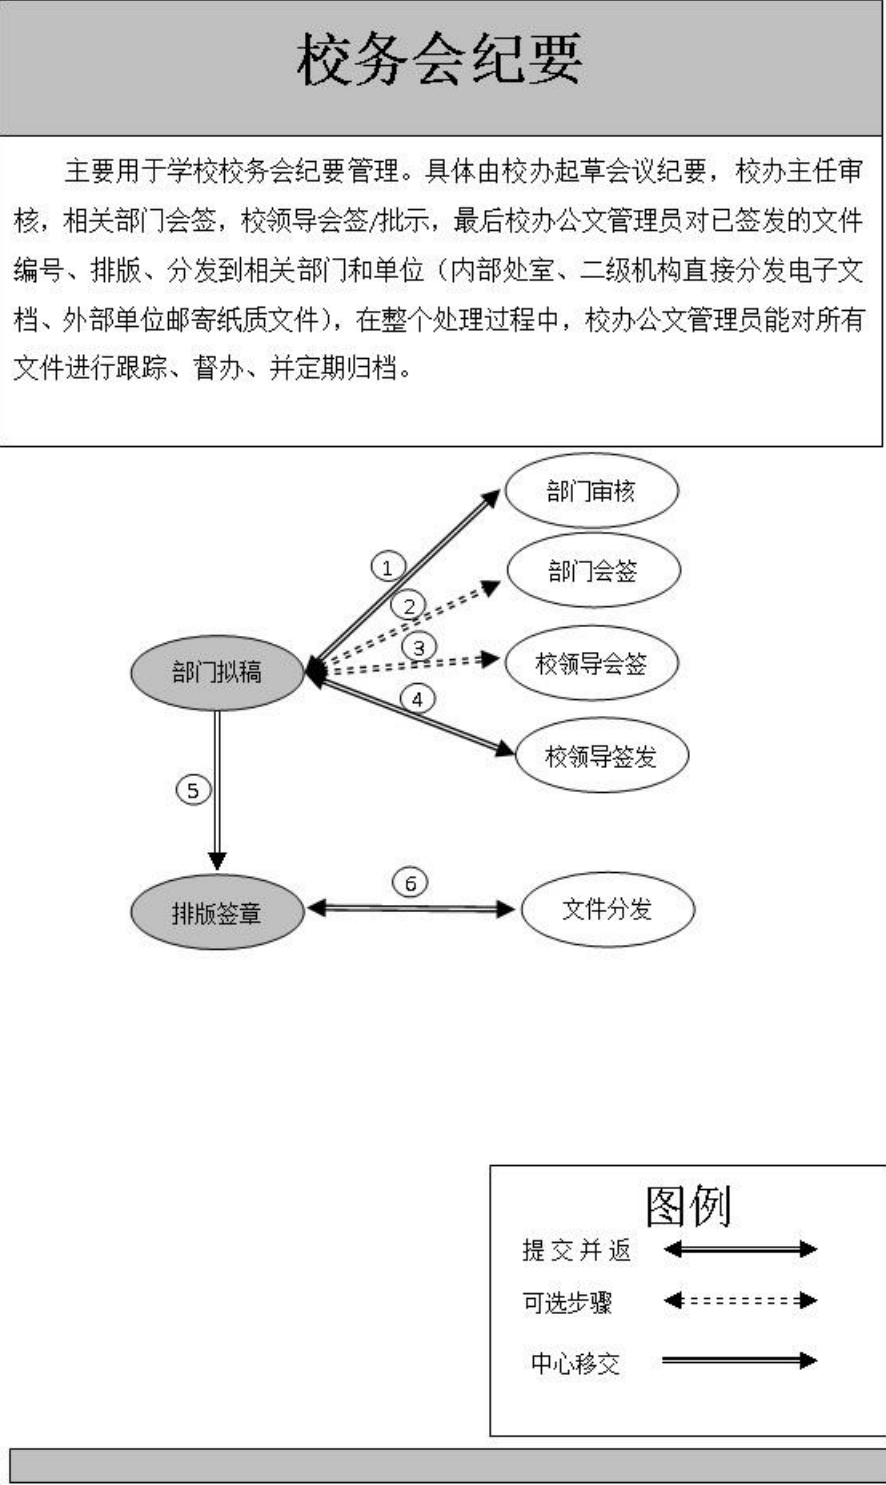 校务会纪要
主要用于学校校务会纪要管理。具体由校办起草会议纪要，校办主任审
核，相关部门会签，校领导会签/批示，最后校办公文管理员对已签发的文件
编号、排版、分发到相关部门和单位（内部处室、二级机构直接分发电子文
档、外部单位邮寄纸质文件），在整个处理过程中，校办公文管理员能对所有
文件进行跟踪、督办、并定期归档。
部门审核
1
部门会签
2
3
校领导会签
部门拟稿
4
校领导签发
5
6
文件分发
排版签章
图例
提交并返
可选步骤
中心移交